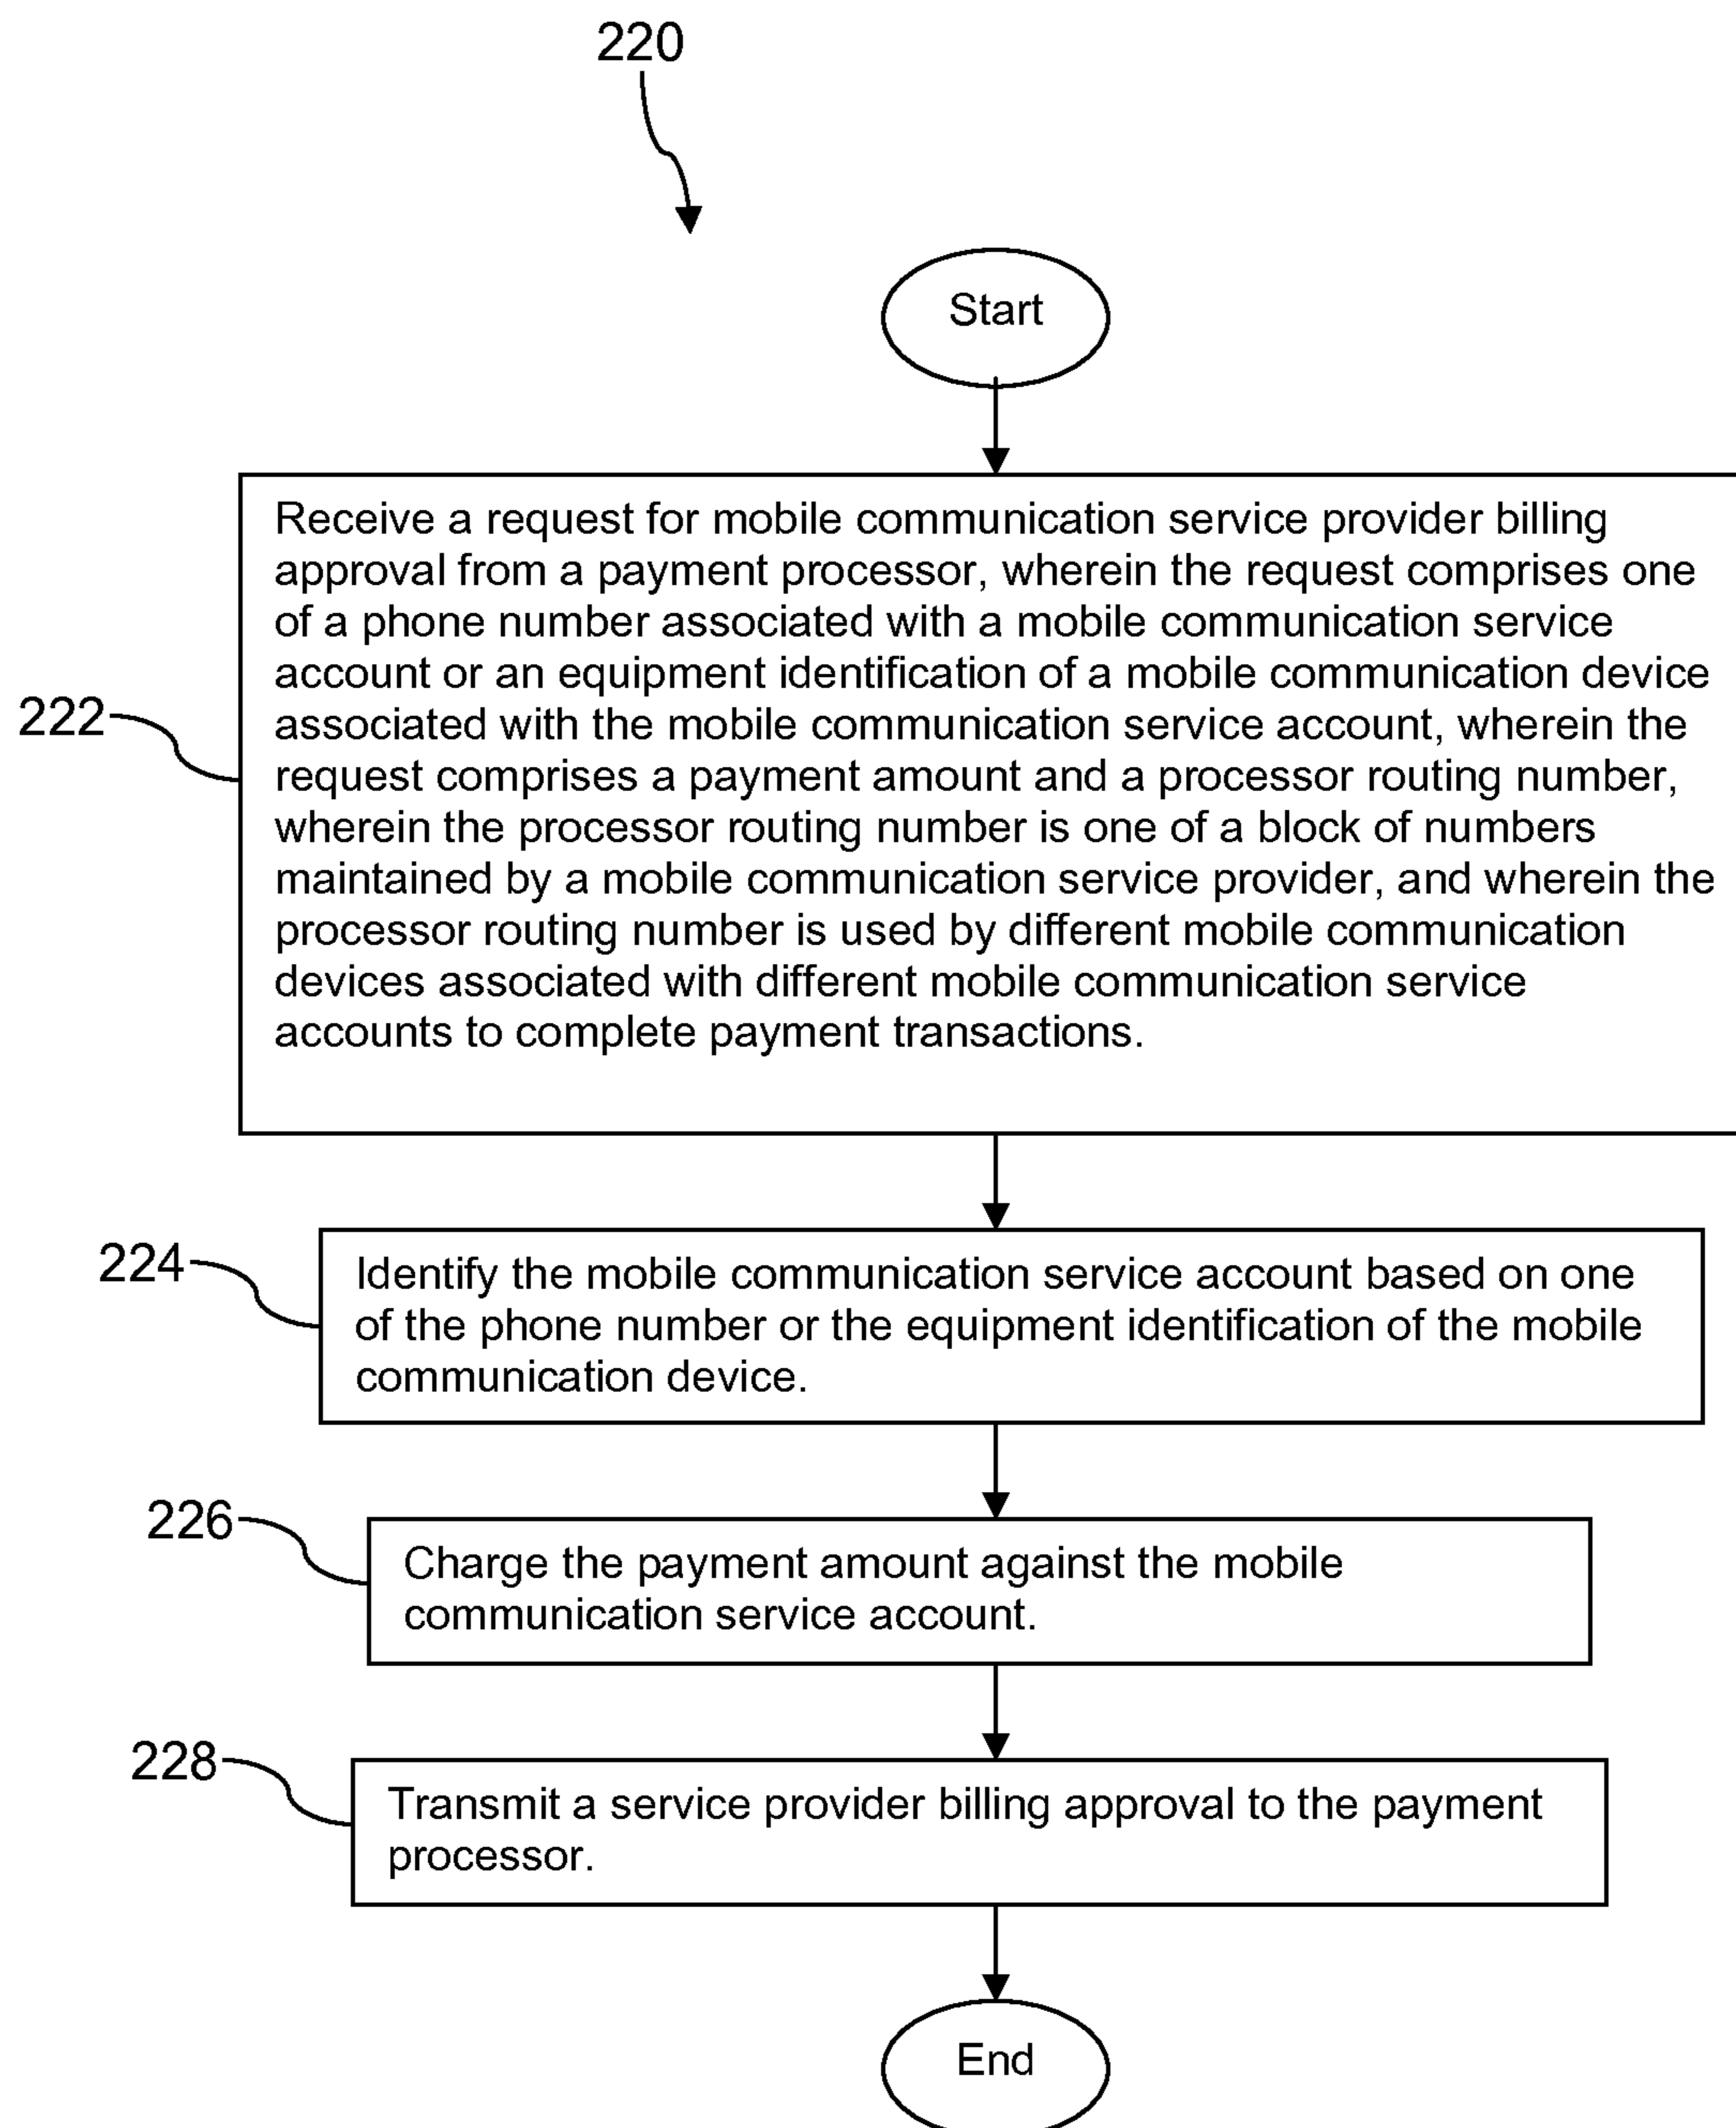 220
Start
222
Receive a request for mobile communication service provider billing
approval from a payment processor, wherein the request comprises one
of a phone number associated with a mobile communication service
account or an equipment identification of a mobile communication device
associated with the mobile communication service account, wherein the
request comprises a payment amount and a processor routing number,
wherein the processor routing number is one of a block of numbers
maintained by a mobile communication service provider, and wherein the
processor routing number is used by different mobile communication
devices associated with different mobile communication service
accounts to complete payment transactions.
224
Identify the mobile communication service account based on one
of the phone number or the equipment identification of the mobile
communication device.
226
Charge the payment amount against the mobile
communication service account.
228
Transmit a service provider billing approval to the payment
processor.
End